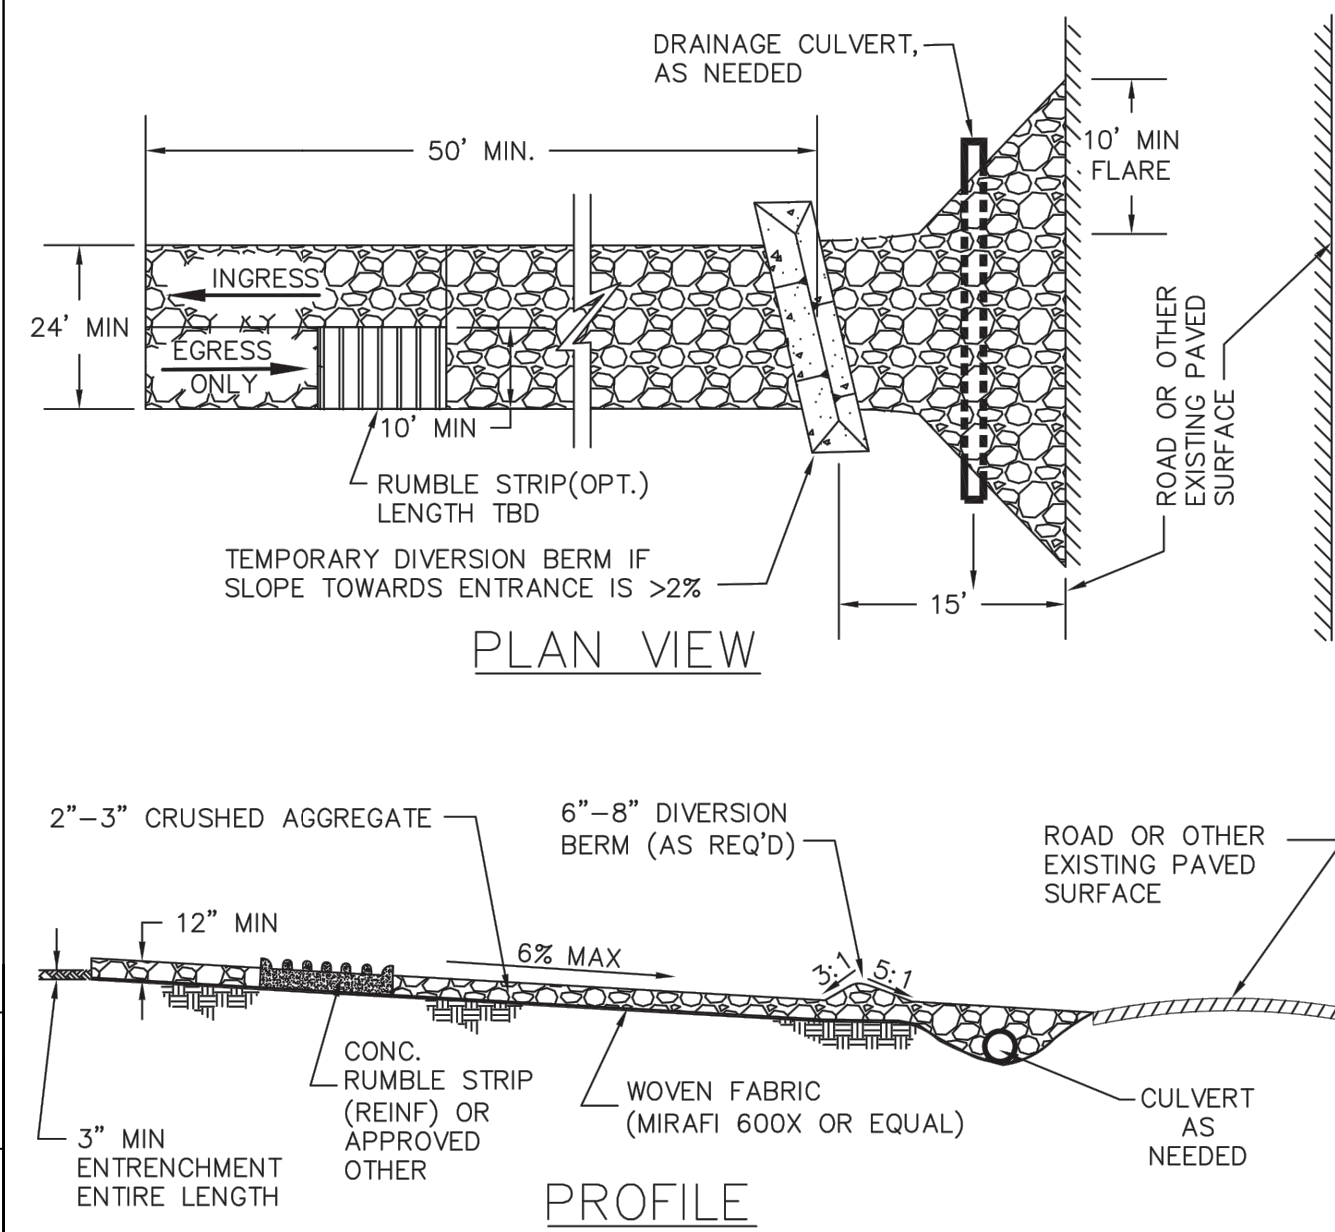 DRAINAGE CULVERT,
AS NEEDED
50' MIN.
10' MIN
FLARE
INGRESS
24' MIN
EGRESS
ONLY
10' MIN
RUMBLE STRIP(OPT.)
LENGTH TBD
TEMPORARY DIVERSION BERM IF
SLOPE TOWARDS ENTRANCE IS >2%
15'
ROAD OR OTHER
EXISTING PAVED
SURFACE
PLAN VIEW
2"-3" CRUSHED AGGREGATE
6"-8" DIVERSION
BERM (AS REQ'D)
ROAD OR OTHER
EXISTING PAVED
SURFACE
12" MIN
6% MAX
3:1
5:1
CONC.
RUMBLE STRIP
(REINF) OR
APPROVED
OTHER
WOVEN FABRIC
(MIRAFI 600X OR EQUAL)
CULVERT
AS
NEEDED
3" MIN
ENTRENCHMENT
ENTIRE LENGTH
PROFILE